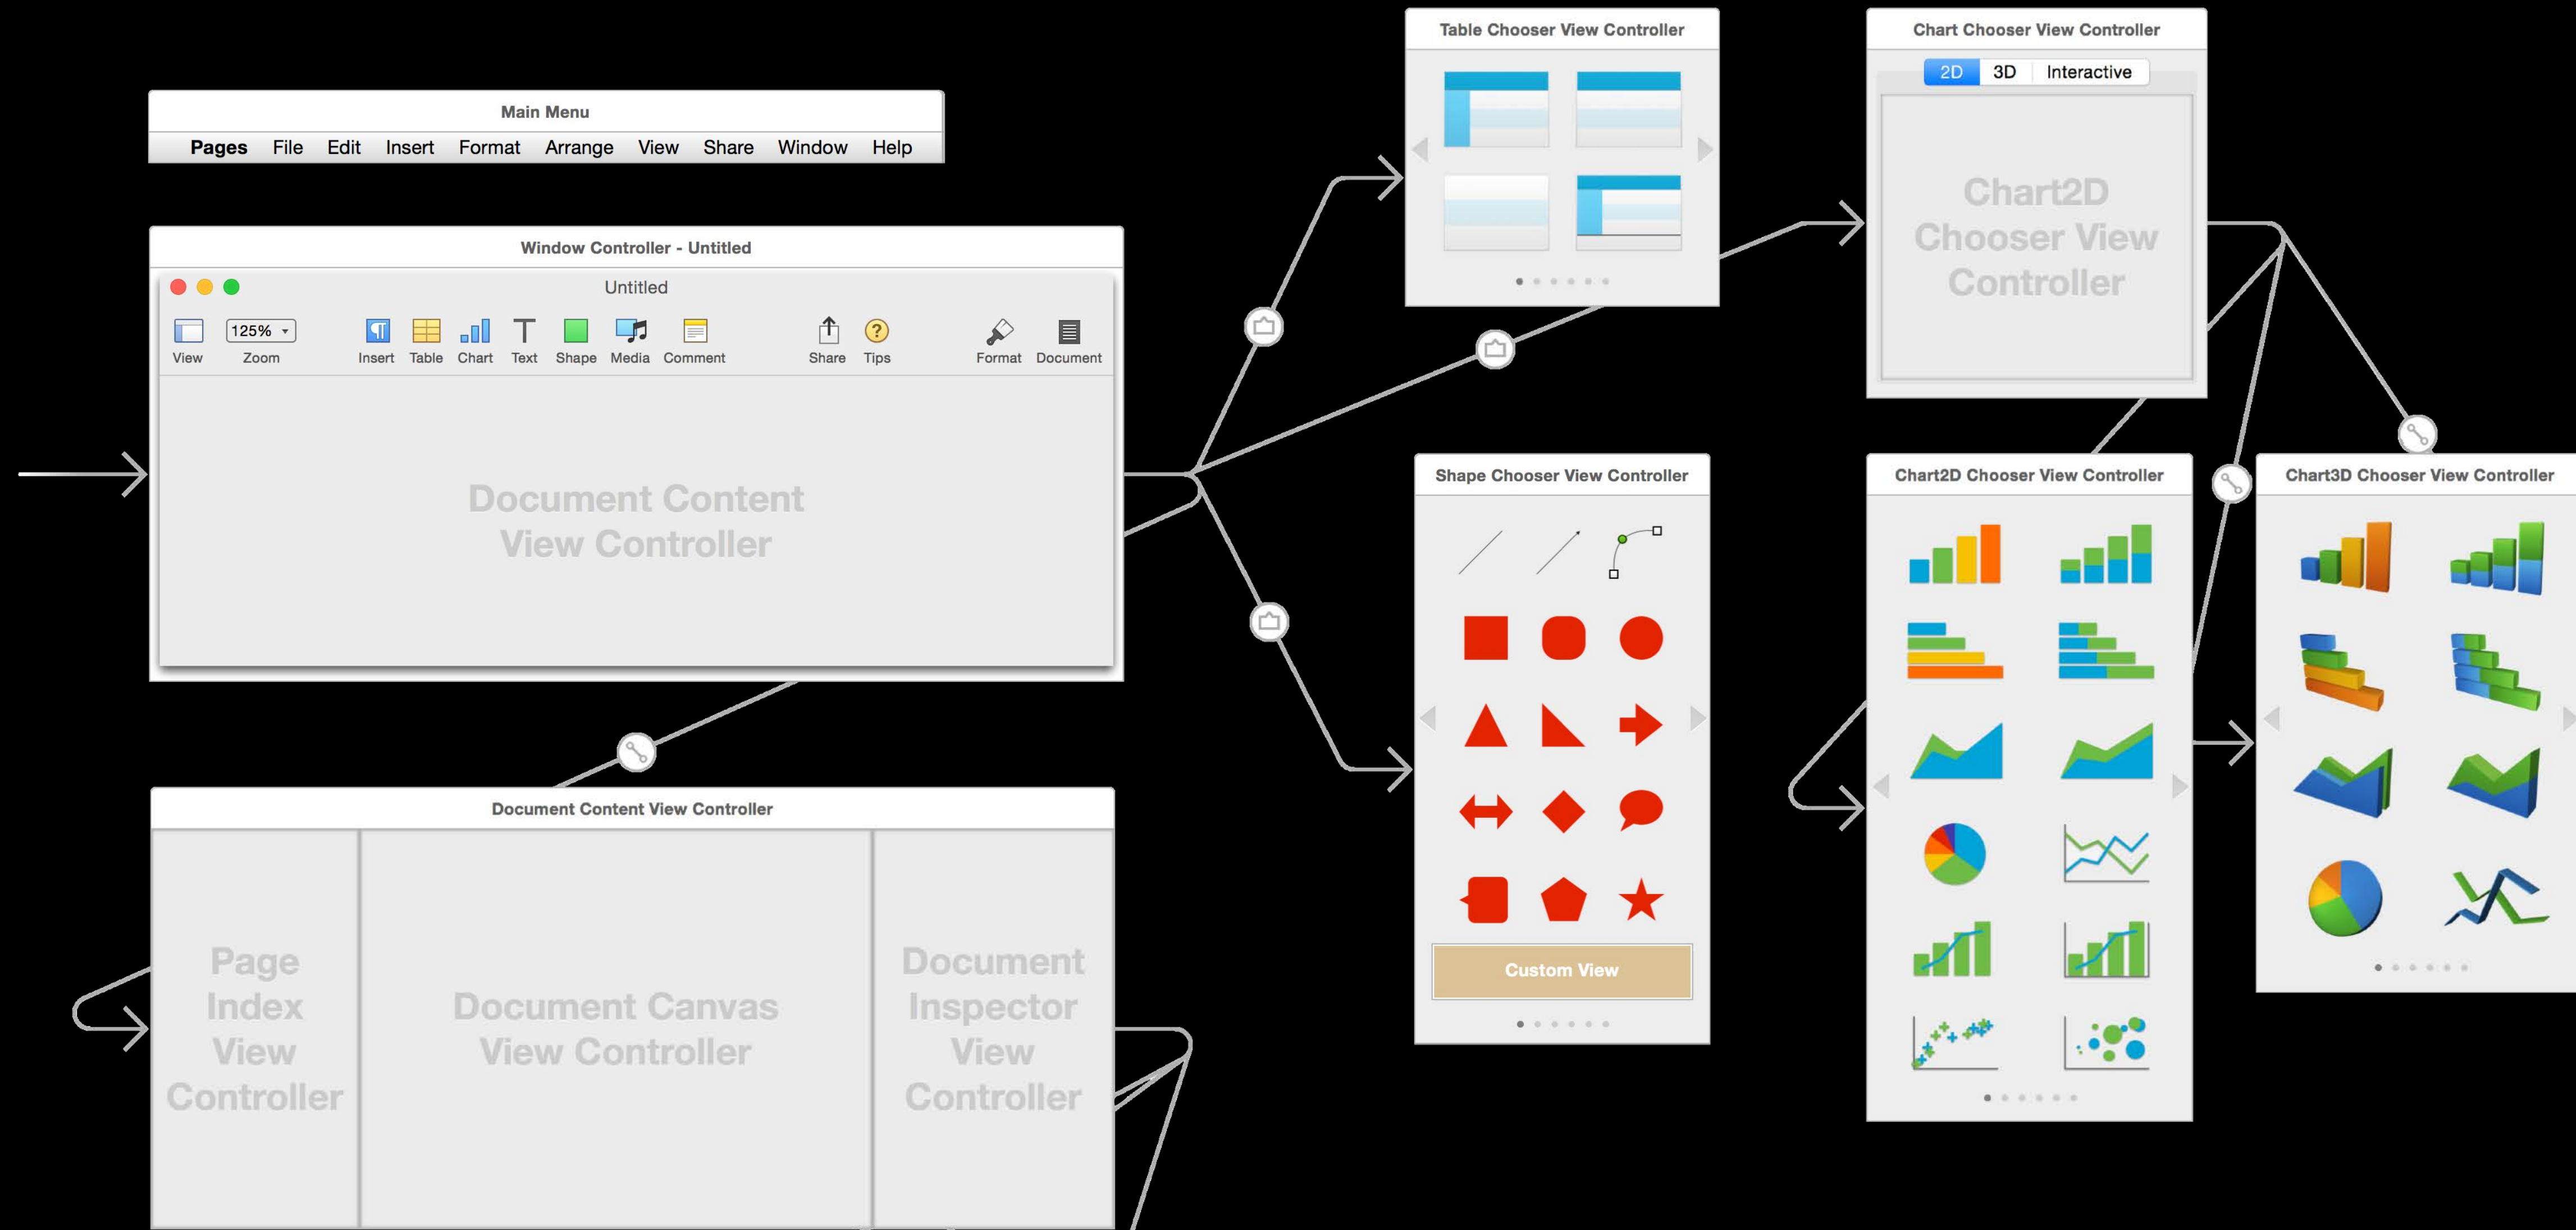 Main Menu
Pages File Edit Insert Format Arrange View Share Window Help
Window Controller - Untitled
Untitled
125%
View Zoom Insert Table Chart Text Shape Media Comment Share Tips Format Document
Document Content
View Controller
Document Content View Controller
Page
Index
View
Controller
Document Canvas
View Controller
Document
Inspector
View
Controller
Table Chooser View Controller
Chart Chooser View Controller
2D 3D Interactive
Chart2D
Chooser View
Controller
Shape Chooser View Controller
Custom View
Chart2D Chooser View Controller
Chart3D Chooser View Controller